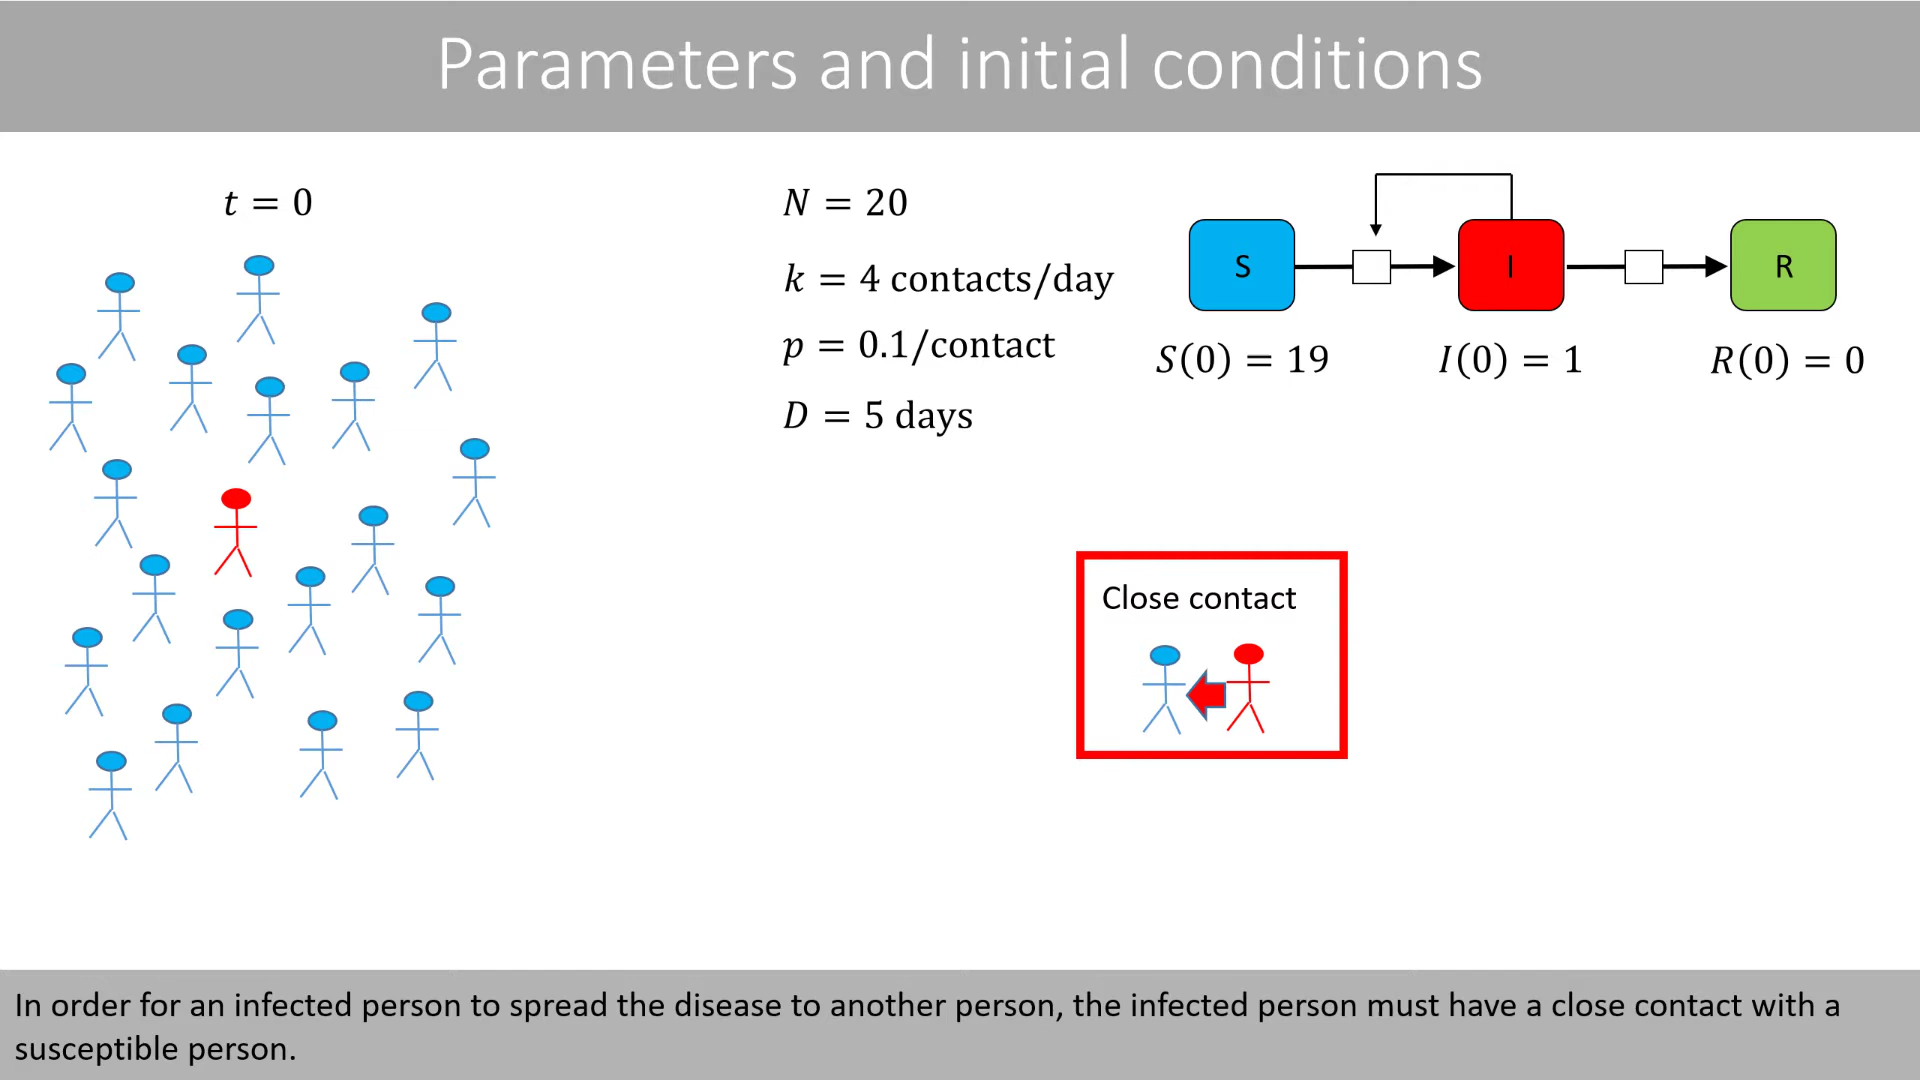 Parameters and initial conditions
t = 0
N = 20
k = 4 contacts/day
p = 0.1/contact
D = 5 days
S
I
R
S(0) = 19
I(0) = 1
R(0) = 0
Close contact
In order for an infected person to spread the disease to another person, the infected person must have a close contact with a
susceptible person.